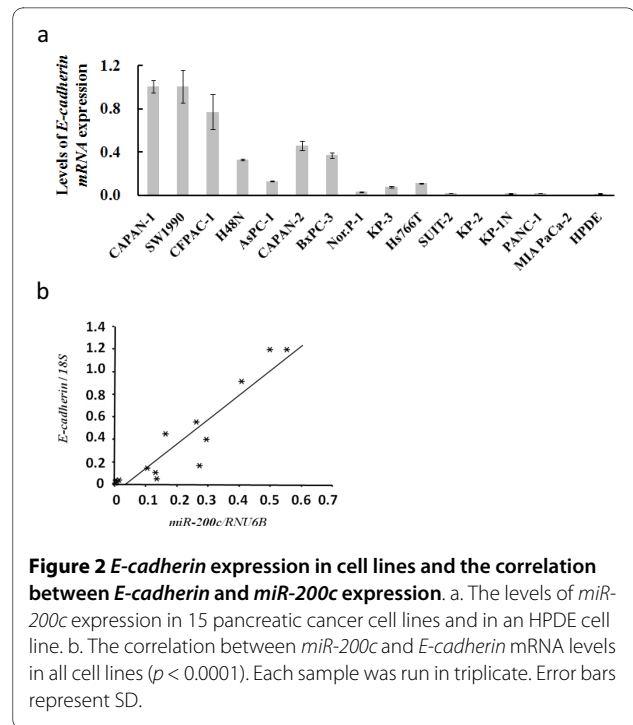 a
Levels of E-cadherin
mRNA expression
1.2
0.8
0.4
0.0
CAPAN-1
SW1990
CFPAC-1
H48N
AsPC-1
CAPAN-2
BxPC-3
Nor.P-1
KP-3
Hs766T
SUIT-2
KP-2
KP-1N
PANC-1
MIA PaCa-2
HPDE
b
E-cadherin / 18S
1.4
1.2
1.0
0.8
0.6
0.4
0.2
0
0 0.1 0.2 0.3 0.4 0.5 0.6 0.7
miR-200c/RNU6B
Figure 2 E-cadherin expression in cell lines and the correlation
between E-cadherin and miR-200c expression. a. The levels of miR-
200c expression in 15 pancreatic cancer cell lines and in an HPDE cell
line. b. The correlation between miR-200c and E-cadherin mRNA levels
in all cell lines (p < 0.0001). Each sample was run in triplicate. Error bars
represent SD.